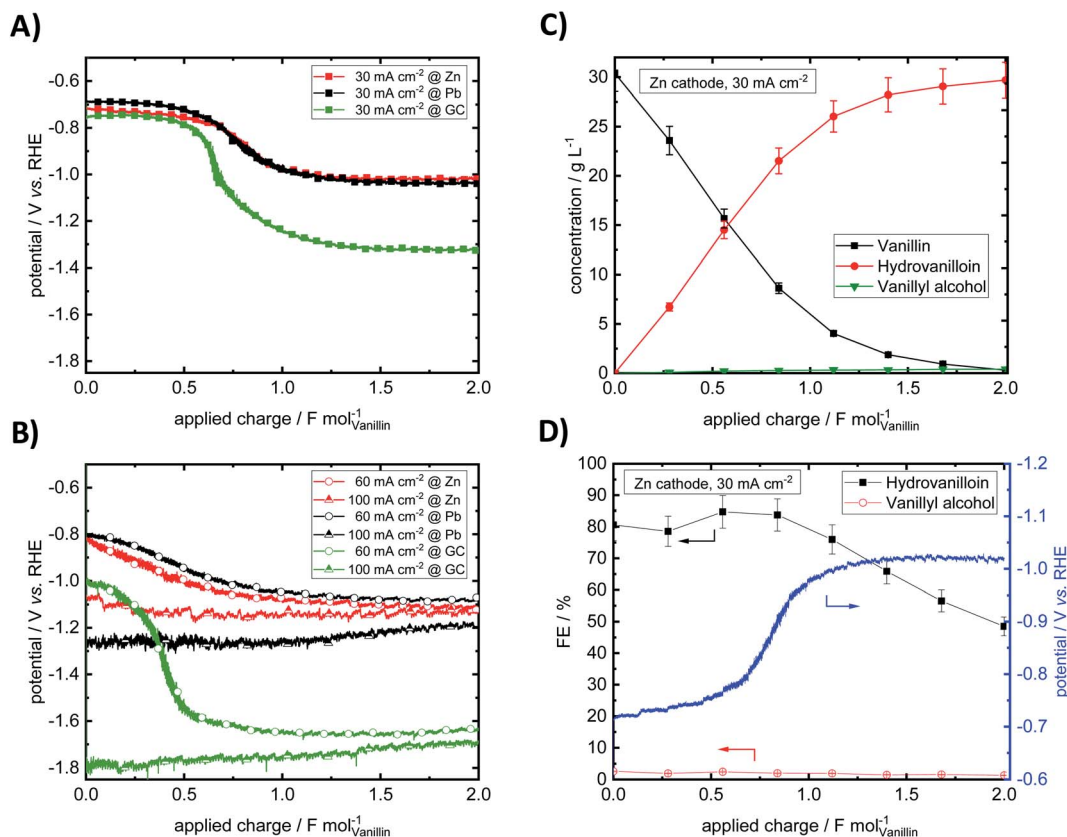 A)
-0.6
-0.8
-1.0
-1.2
-1.4
-1.6
-1.8
potential / V vs. RHE
30 mA cm-2 @ Zn
30 mA cm-2 @ Pb
30 mA cm-2 @ GC
0.0 0.5 1.0 1.5 2.0
applied charge / F mol-1Vanillin
B)
-0.6
-0.8
-1.0
-1.2
-1.4
-1.6
-1.8
potential / V vs. RHE
60 mA cm-2 @ Zn
100 mA cm-2 @ Zn
60 mA cm-2 @ Pb
100 mA cm-2 @ Pb
60 mA cm-2 @ GC
100 mA cm-2 @ GC
0.0 0.5 1.0 1.5 2.0
applied charge / F mol-1Vanillin
C)
30
25
20
15
10
5
0
concentration / g L-1
Zn cathode, 30 mA cm-2
Vanillin
Hydrovanilloin
Vanillyl alcohol
0.0 0.5 1.0 1.5 2.0
applied charge / F mol-1Vanillin
D)
100
90
80
70
60
50
40
30
20
10
0
FE / %
Zn cathode, 30 mA cm-2
Hydrovanilloin
Vanillyl alcohol
-1.2
-1.1
-1.0
-0.9
-0.8
-0.7
-0.6
potential / V vs. RHE
0.0 0.5 1.0 1.5 2.0
applied charge / F mol-1Vanillin